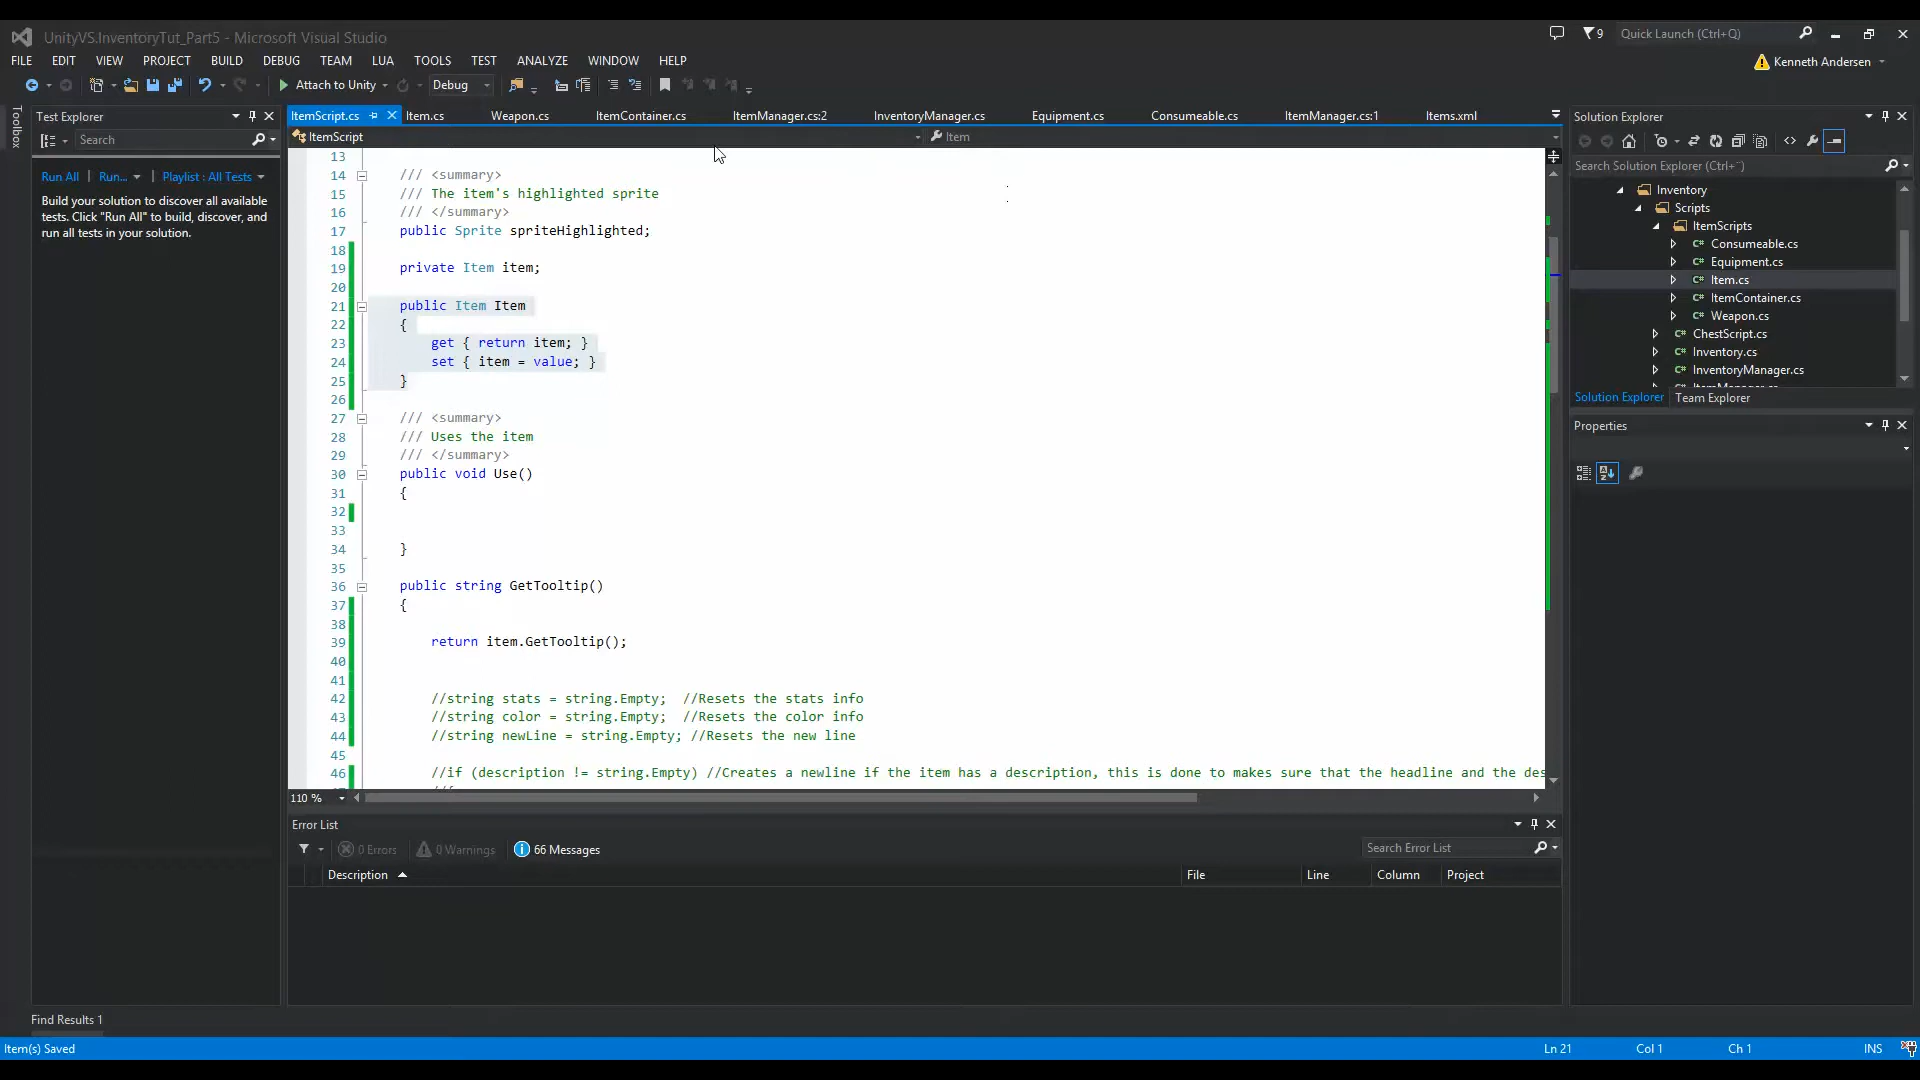 UnityVS.InventoryTut_Part5 - Microsoft Visual Studio
9
Quick Launch (Ctrl+Q)
FILE EDIT VIEW PROJECT BUILD DEBUG TEAM LUA TOOLS TEST ANALYZE WINDOW HELP
Kenneth Andersen
Attach to Unity
Debug
Toolbox
Test Explorer
Search
Run All | Run... | Playlist : All Tests
Build your solution to discover all available
tests. Click "Run All" to build, discover, and
run all tests in your solution.
ItemScript.cs Item.cs Weapon.cs ItemContainer.cs ItemManager.cs:2 InventoryManager.cs Equipment.cs Consumeable.cs ItemManager.cs:1 Items.xml
ItemScript
Item
13
14 /// <summary>
15 /// The item's highlighted sprite
16 /// </summary>
17 public Sprite spriteHighlighted;
18
19 private Item item;
20
21 public Item Item
22 {
23 get { return item; }
24 set { item = value; }
25 }
26
27 /// <summary>
28 /// Uses the item
29 /// </summary>
30 public void Use()
31 {
32
33
34 }
35
36 public string GetTooltip()
37 {
38
39 return item.GetTooltip();
40
41
42 //string stats = string.Empty;  //Resets the stats info
43 //string color = string.Empty;  //Resets the color info
44 //string newLine = string.Empty; //Resets the new line
45
46 //if (description != string.Empty) //Creates a newline if the item has a description, this is done to makes sure that the headline and the des
110 %
Error List
0 Errors
0 Warnings
66 Messages
Search Error List
Description File Line Column Project
Solution Explorer
Search Solution Explorer (Ctrl+¨)
Inventory
Scripts
ItemScripts
Consumeable.cs
Equipment.cs
Item.cs
ItemContainer.cs
Weapon.cs
ChestScript.cs
Inventory.cs
InventoryManager.cs
ItemManager.cs
Solution Explorer Team Explorer
Properties
Find Results 1
Item(s) Saved
Ln 21 Col 1 Ch 1 INS